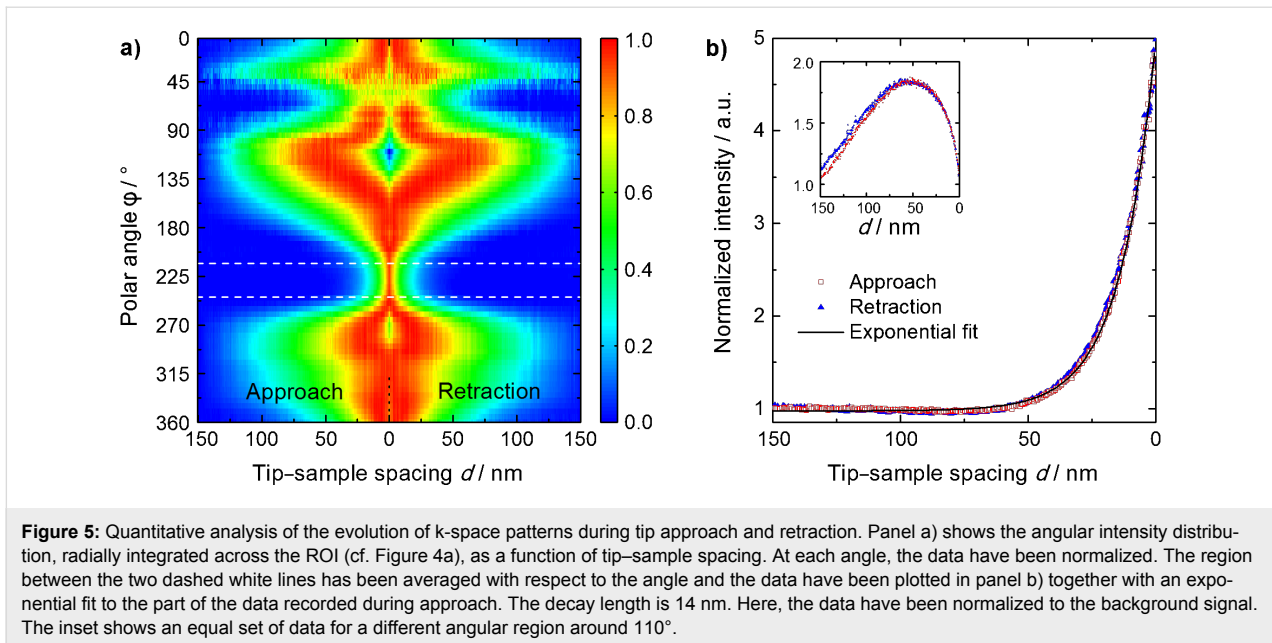 a)
0
45
90
135
180
225
270
315
360
Polar angle φ / °
Approach
Retraction
150 100 50 0 50 100 150
Tip–sample spacing d / nm
1.0
0.8
0.6
0.4
0.2
0.0
b)
5
4
3
2
1
Normalized intensity / a.u.
2.0
1.5
1.0
150 100 50 0
d / nm
Approach
Retraction
Exponential fit
150 100 50 0
Tip–sample spacing d / nm
Figure 5: Quantitative analysis of the evolution of k-space patterns during tip approach and retraction. Panel a) shows the angular intensity distribu-
tion, radially integrated across the ROI (cf. Figure 4a), as a function of tip–sample spacing. At each angle, the data have been normalized. The region
between the two dashed white lines has been averaged with respect to the angle and the data have been plotted in panel b) together with an expo-
nential fit to the part of the data recorded during approach. The decay length is 14 nm. Here, the data have been normalized to the background signal.
The inset shows an equal set of data for a different angular region around 110°.